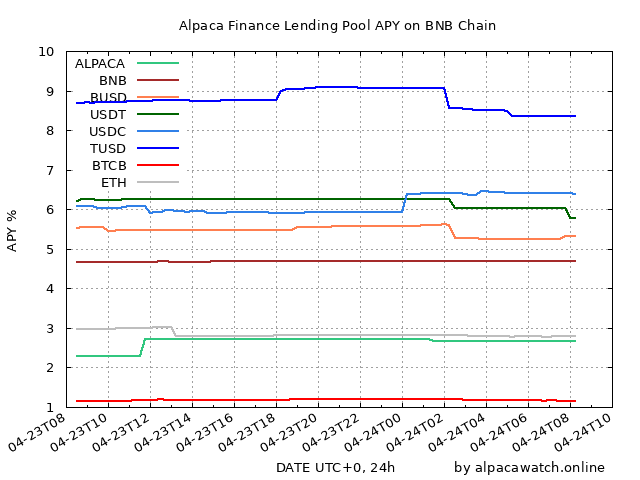 Alpaca Finance Lending Pool APY on BNB Chain
10
9
8
7
6
5
4
3
2
1
APY %
ALPACA
BNB
BUSD
USDT
USDC
TUSD
BTCB
ETH
04-23T08
04-23T10
04-23T12
04-23T14
04-23T16
04-23T18
04-23T20
04-23T22
04-24T00
04-24T02
04-24T04
04-24T06
04-24T08
04-24T10
DATE UTC+0, 24h
by alpacawatch.online